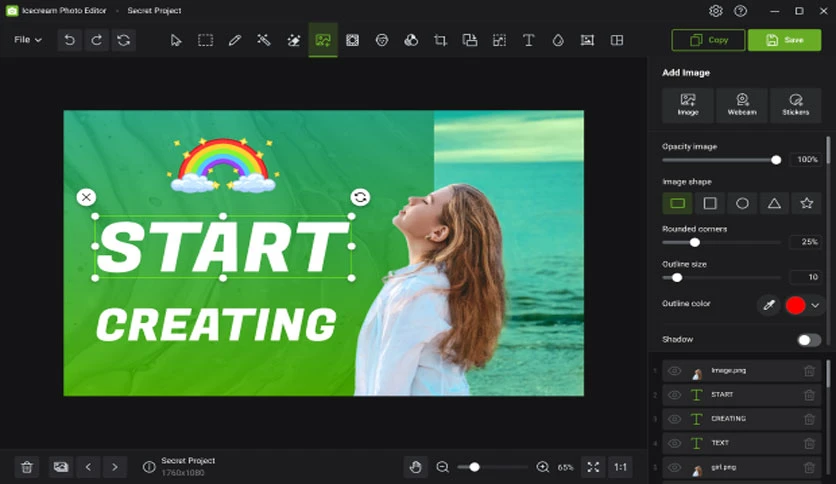 Icecream Photo Editor - Secret Project
File
Copy
Save
Add Image
Image
Webcam
Stickers
Opacity image
100%
Image shape
Rounded corners
25%
Outline size
10
Outline color
Shadow
START
CREATING
1 Image.png
2 START
3 CREATING
4 TEXT
5 girl.png
Secret Project
1760x1080
65%
1:1